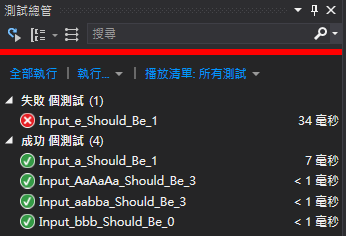 測試總管
搜尋
全部執行 | 執行... | 播放清單: 所有測試
失敗 個測試 (1)
Input_e_Should_Be_1 34 毫秒
成功 個測試 (4)
Input_a_Should_Be_1 7 毫秒
Input_AaAaAa_Should_Be_3 < 1 毫秒
Input_aabba_Should_Be_3 < 1 毫秒
Input_bbb_Should_Be_0 < 1 毫秒